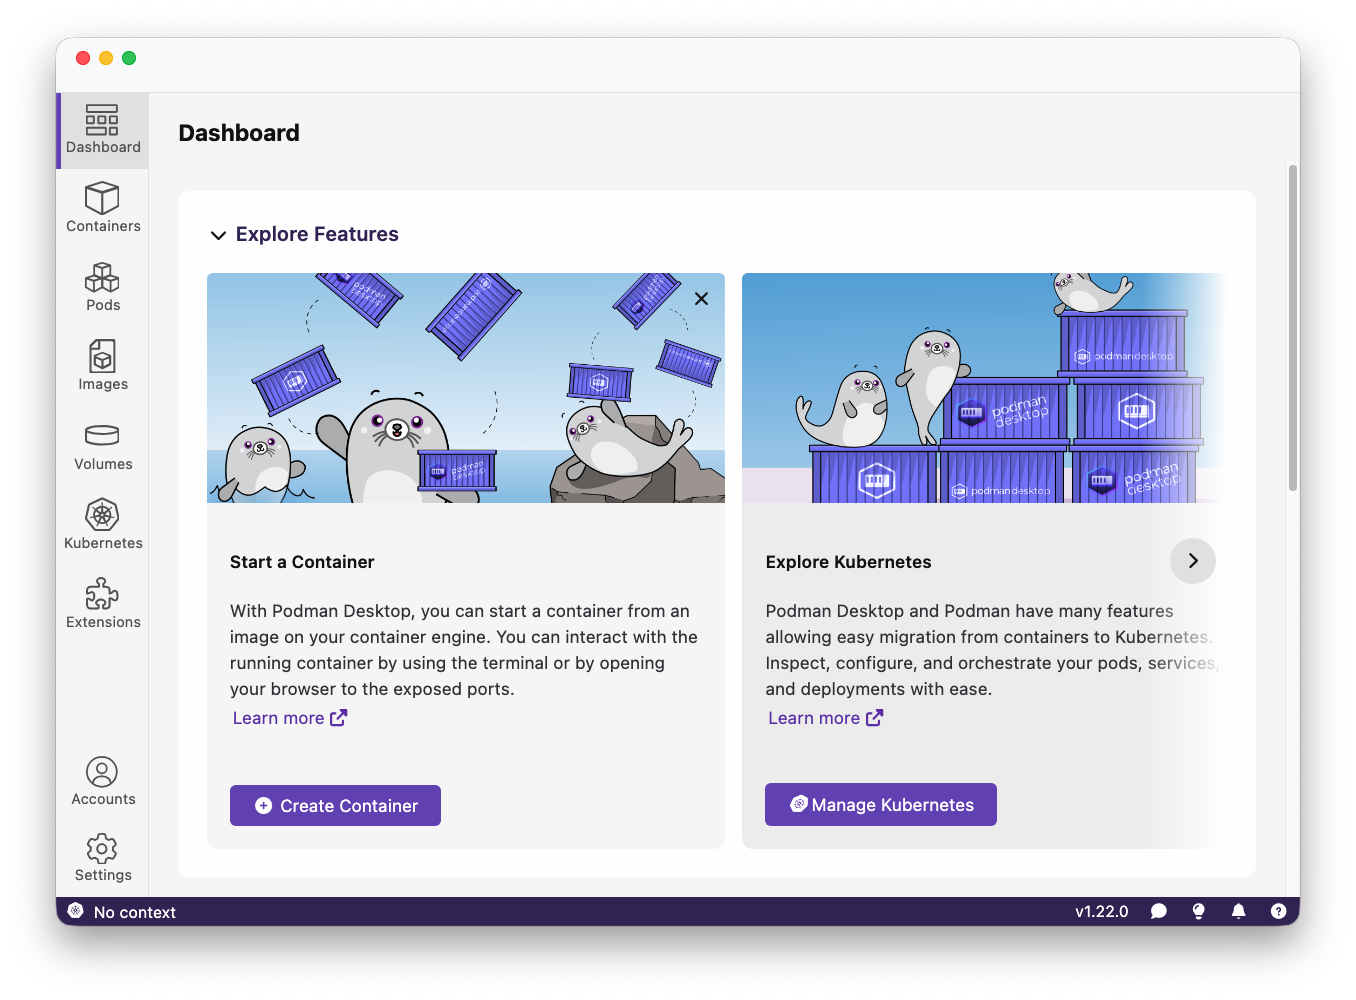 Dashboard
Containers
Pods
Images
Volumes
Kubernetes
Extensions
Accounts
Settings
Dashboard
Explore Features
podman
desktop
podman
desktop
podman
desktop
podmandesktop
podman
desktop
podmandesktop
podman
desktop
Start a Container
With Podman Desktop, you can start a container from an
image on your container engine. You can interact with the
running container by using the terminal or by opening
your browser to the exposed ports.
Learn more
Create Container
Explore Kubernetes
Podman Desktop and Podman have many features
allowing easy migration from containers to Kubernetes.
Inspect, configure, and orchestrate your pods, services,
and deployments with ease.
Learn more
Manage Kubernetes
No context
v1.22.0